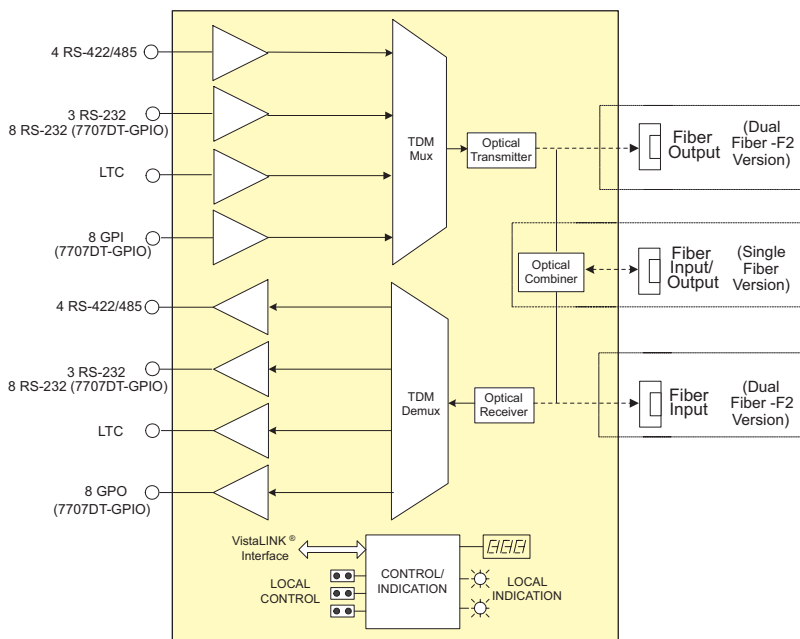 4 RS-422/485
3 RS-232
8 RS-232 (7707DT-GPIO)
LTC
8 GPI
(7707DT-GPIO)
TDM
Mux
Optical
Transmitter
Fiber
Output
(Dual
Fiber -F2
Version)
Optical
Combiner
Fiber
Input/
Output
(Single
Fiber
Version)
4 RS-422/485
3 RS-232
8 RS-232 (7707DT-GPIO)
LTC
8 GPO
(7707DT-GPIO)
TDM
Demux
Optical
Receiver
Fiber
Input
(Dual
Fiber -F2
Version)
VistaLINK ®
Interface
LOCAL
CONTROL
CONTROL/
INDICATION
LOCAL
INDICATION